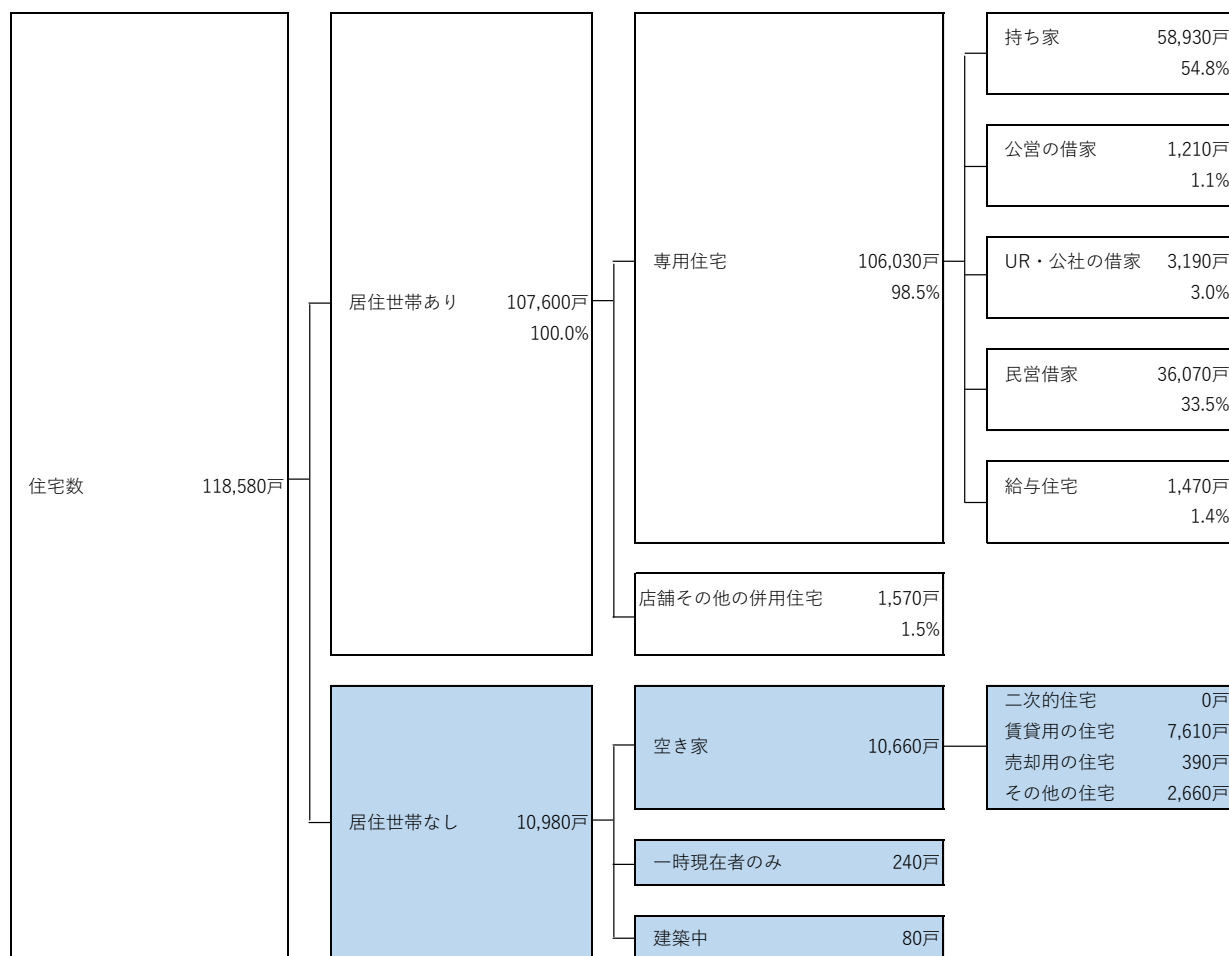 住宅数 118,580戸
居住世帯あり 107,600戸
100.0%
専用住宅 106,030戸
98.5%
持ち家 58,930戸
54.8%
公営の借家 1,210戸
1.1%
UR・公社の借家 3,190戸
3.0%
民営借家 36,070戸
33.5%
給与住宅 1,470戸
1.4%
店舗その他の併用住宅 1,570戸
1.5%
居住世帯なし 10,980戸
空き家 10,660戸
二次的住宅 0戸
賃貸用の住宅 7,610戸
売却用の住宅 390戸
その他の住宅 2,660戸
一時現在者のみ 240戸
建築中 80戸